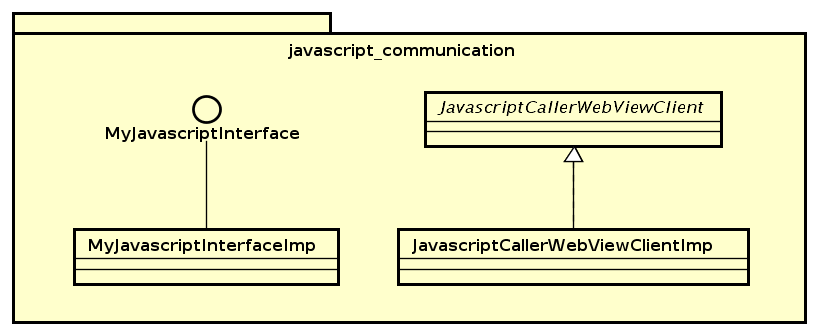 javascript_communication
MyJavascriptInterface
JavascriptCallerWebViewClient
MyJavascriptInterfaceImp
JavascriptCallerWebViewClientImp